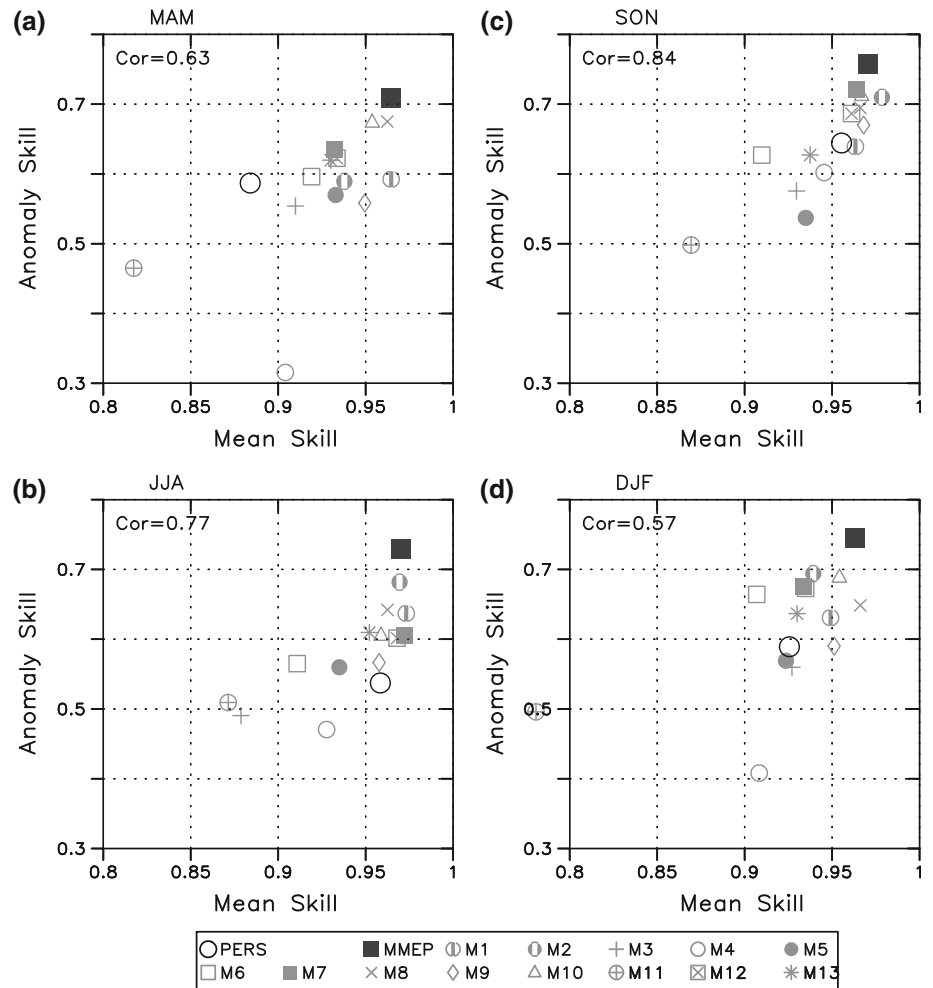 (a) MAM
Cor=0.63
Anomaly Skill
0.7
0.5
0.3
0.8 0.85 0.9 0.95 1
Mean Skill
(c) SON
Cor=0.84
Anomaly Skill
0.7
0.5
0.3
0.8 0.85 0.9 0.95 1
Mean Skill
(b) JJA
Cor=0.77
Anomaly Skill
0.7
0.5
0.3
0.8 0.85 0.9 0.95 1
Mean Skill
(d) DJF
Cor=0.57
Anomaly Skill
0.7
0.5
0.3
0.8 0.85 0.9 0.95 1
Mean Skill
PERS MMEP M1 M2 M3 M4 M5
M6 M7 M8 M9 M10 M11 M12 M13